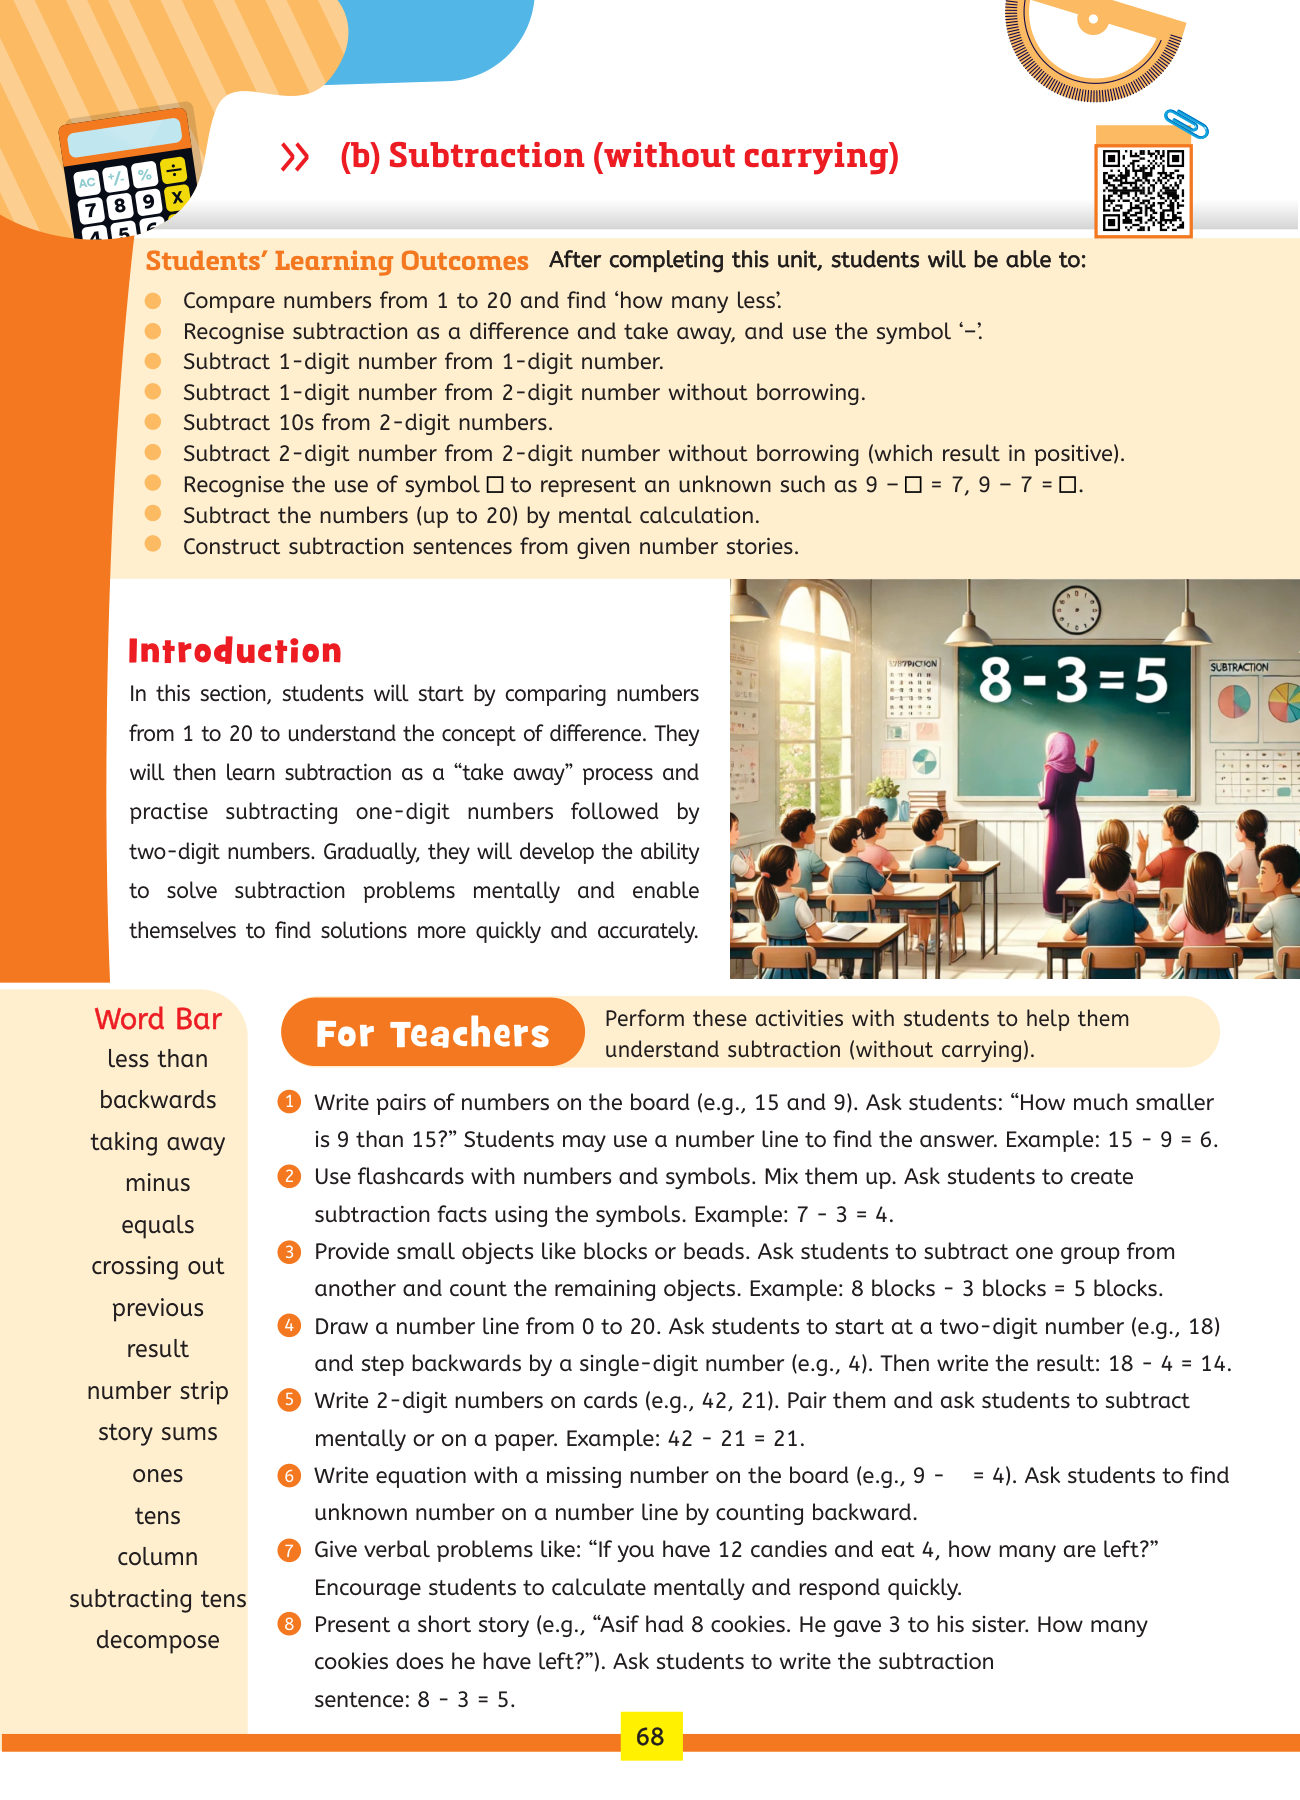 AC +/- % ÷
7 8 9 X
4 5 6
(b) Subtraction (without carrying)
Students’ Learning Outcomes After completing this unit, students will be able to:
Compare numbers from 1 to 20 and find ‘how many less’.
Recognise subtraction as a difference and take away, and use the symbol ‘–’.
Subtract 1-digit number from 1-digit number.
Subtract 1-digit number from 2-digit number without borrowing.
Subtract 10s from 2-digit numbers.
Subtract 2-digit number from 2-digit number without borrowing (which result in positive).
Recognise the use of symbol □ to represent an unknown such as 9 – □ = 7, 9 – 7 = □.
Subtract the numbers (up to 20) by mental calculation.
Construct subtraction sentences from given number stories.
Introduction
In this section, students will start by comparing numbers
from 1 to 20 to understand the concept of difference. They
will then learn subtraction as a “take away” process and
practise subtracting one-digit numbers followed by
two-digit numbers. Gradually, they will develop the ability
to solve subtraction problems mentally and enable
themselves to find solutions more quickly and accurately.
8-3=5
SUBTRACTION
Word Bar
less than
backwards
taking away
minus
equals
crossing out
previous
result
number strip
story sums
ones
tens
column
subtracting tens
decompose
For Teachers
Perform these activities with students to help them
understand subtraction (without carrying).
1 Write pairs of numbers on the board (e.g., 15 and 9). Ask students: “How much smaller
is 9 than 15?” Students may use a number line to find the answer. Example: 15 - 9 = 6.
2 Use flashcards with numbers and symbols. Mix them up. Ask students to create
subtraction facts using the symbols. Example: 7 - 3 = 4.
3 Provide small objects like blocks or beads. Ask students to subtract one group from
another and count the remaining objects. Example: 8 blocks - 3 blocks = 5 blocks.
4 Draw a number line from 0 to 20. Ask students to start at a two-digit number (e.g., 18)
and step backwards by a single-digit number (e.g., 4). Then write the result: 18 - 4 = 14.
5 Write 2-digit numbers on cards (e.g., 42, 21). Pair them and ask students to subtract
mentally or on a paper. Example: 42 - 21 = 21.
6 Write equation with a missing number on the board (e.g., 9 -   = 4). Ask students to find
unknown number on a number line by counting backward.
7 Give verbal problems like: “If you have 12 candies and eat 4, how many are left?”
Encourage students to calculate mentally and respond quickly.
8 Present a short story (e.g., “Asif had 8 cookies. He gave 3 to his sister. How many
cookies does he have left?”). Ask students to write the subtraction
sentence: 8 - 3 = 5.
68